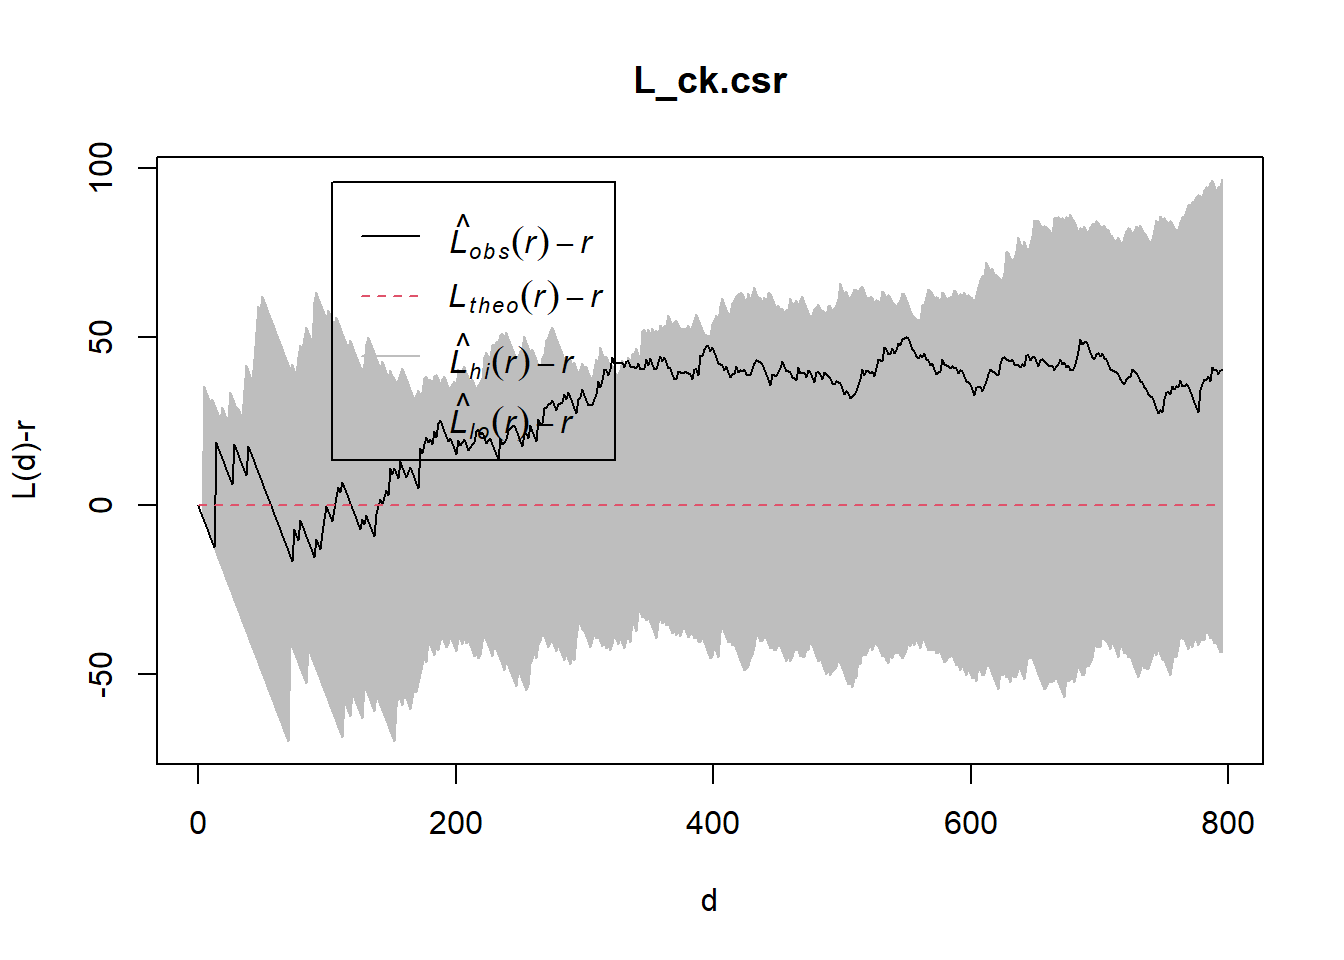 L_ck.csr
100
50
0
-50
L(d)-r
L̂obs(r) – r
Ltheo(r) – r
L̂hi(r) – r
L̂lo(r) – r
0 200 400 600 800
d